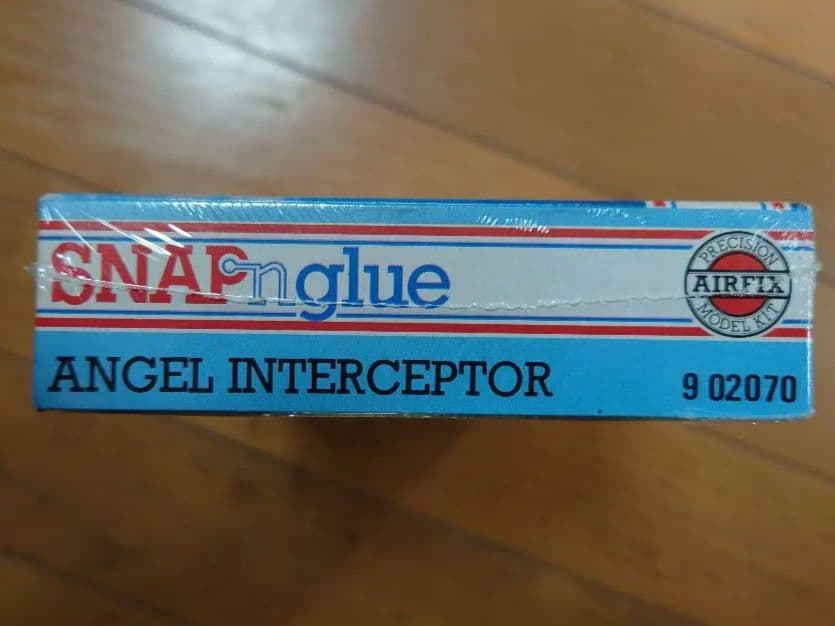 SNAPnglue
PRECISION
AIRFIX
MODEL KIT
ANGEL INTERCEPTOR
9 02070